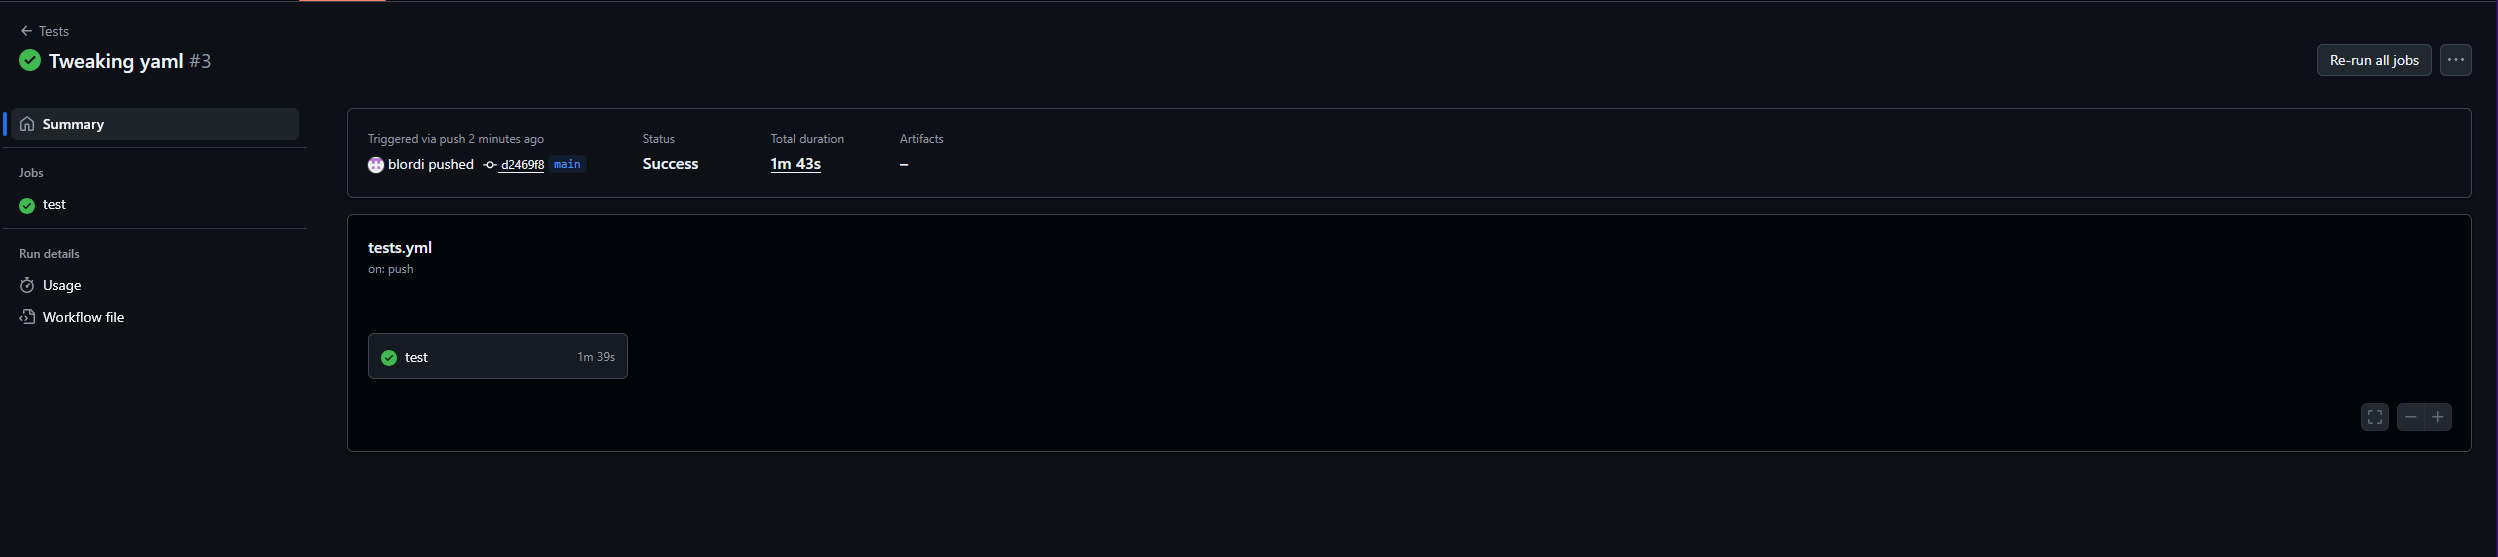 ← Tests
Tweaking yaml #3
Re-run all jobs
Summary
Jobs
test
Run details
Usage
Workflow file
Triggered via push 2 minutes ago
blordi pushed d2469f8 main
Status
Success
Total duration
1m 43s
Artifacts
–
tests.yml
on: push
test 1m 39s